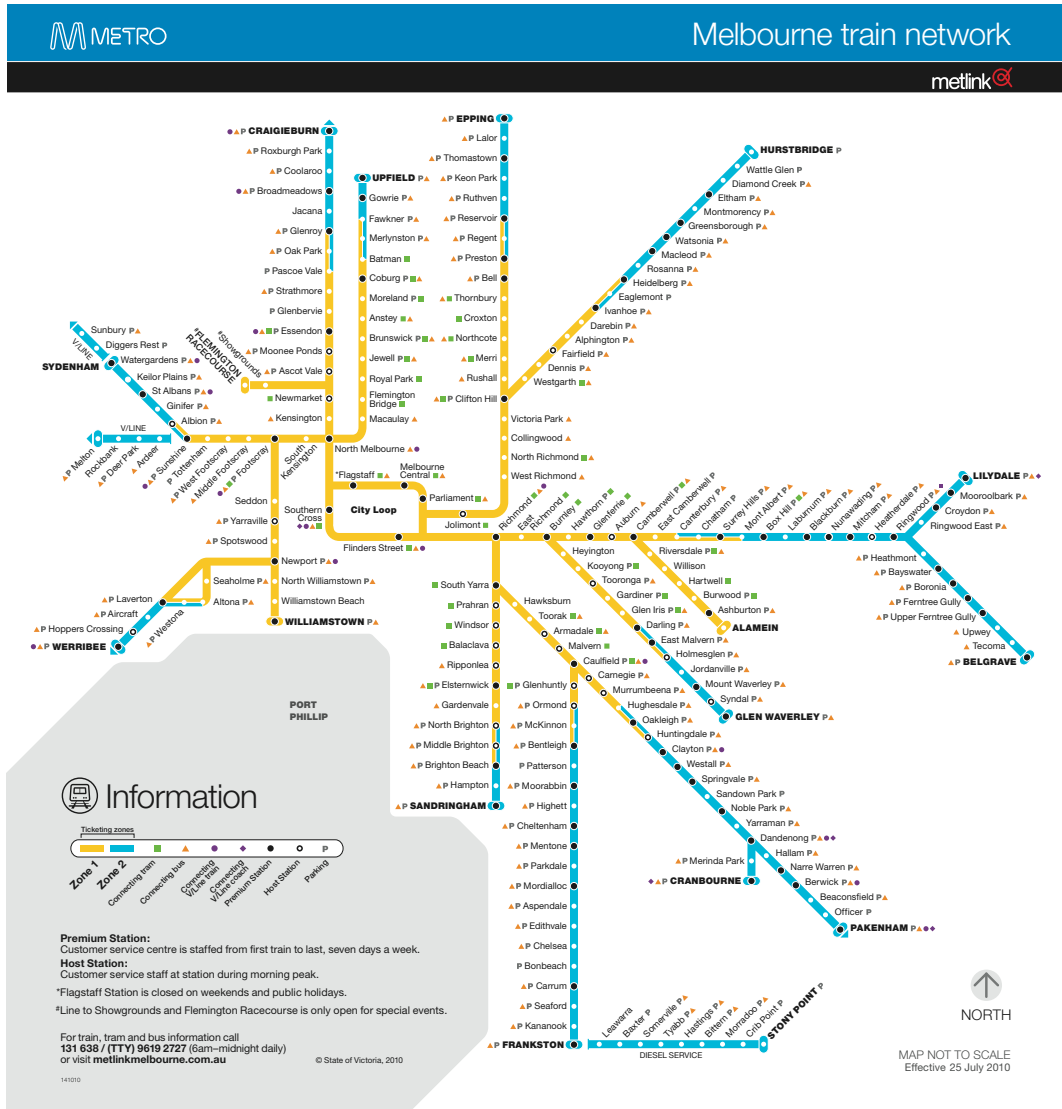 METRO
Melbourne train network
metlink
P EPPING
P CRAIGIEBURN
P Lalor
P Roxburgh Park
P Thomastown
HURSTBRIDGE P
P Coolaroo
UPFIELD P
P Keon Park
Wattle Glen P
P Broadmeadows
Gowrie P
P Ruthven
Diamond Creek P
Jacana
Fawkner P
P Reservoir
Eltham P
P Glenroy
Merlynston P
P Regent
Montmorency P
P Oak Park
Batman
P Preston
Greensborough P
P Pascoe Vale
Coburg P
P Bell
Watsonia P
P Strathmore
Moreland P
Thornbury
Macleod P
P Glenbervie
Anstey
Croxton
Rosanna P
P Essendon
Brunswick P
Northcote
Heidelberg P
P Moonee Ponds
Jewell P
Merri
Eaglemont P
P Ascot Vale
Royal Park
Rushall
Ivanhoe P
Newmarket
Flemington
Bridge
P Clifton Hill
Darebin P
Kensington
Macaulay
Victoria Park
Alphington P
#Showgrounds
#FLEMINGTON
RACECOURSE
North Melbourne
Collingwood
Fairfield P
Sunbury P
North Richmond
Dennis P
Diggers Rest P
West Richmond
Westgarth
V/LINE
Watergardens P
SYDENHAM
Keilor Plains P
St Albans P
Ginifer P
Albion P
V/LINE
P Melton
Rockbank
P Deer Park
Ardeer
P Sunshine
P Tottenham
P West Footscray
Middle Footscray
P Footscray
South
Kensington
*Flagstaff
Melbourne
Central
Parliament
Jolimont
City Loop
Southern
Cross
Flinders Street
Seddon
P Yarraville
P Spotswood
Newport P
Seaholme P
North Williamstown P
P Laverton
Altona P
Williamstown Beach
P Aircraft
P Westona
WILLIAMSTOWN P
P Hoppers Crossing
P WERRIBEE
Richmond
East
Richmond
Burnley
Hawthorn P
Glenferrie
Auburn
Camberwell P
East Camberwell P
Canterbury P
Chatham P
Surrey Hills P
Mont Albert P
Box Hill P
Laburnum P
Blackburn P
Nunawading P
Mitcham P
Heatherdale P
Ringwood P
LILYDALE P
Mooroolbark P
Croydon P
Ringwood East P
P Heathmont
P Bayswater
P Boronia
P Ferntree Gully
P Upper Ferntree Gully
Upwey
Tecoma
P BELGRAVE
Heyington
Kooyong P
Tooronga P
Gardiner P
Glen Iris P
Darling P
East Malvern P
Holmesglen P
Jordanville P
Mount Waverley P
Syndal P
GLEN WAVERLEY P
Riversdale P
Willison
Hartwell
Burwood P
Ashburton P
ALAMEIN
South Yarra
Prahran
Windsor
Balaclava
Ripponlea
P Elsternwick
Gardenvale
P North Brighton
P Middle Brighton
P Brighton Beach
P Hampton
P SANDRINGHAM
Hawksburn
Toorak
Armadale
Malvern
Caulfield P
Carnegie P
Murrumbeena P
Hughesdale P
Oakleigh P
Huntingdale P
Clayton P
Westall P
Springvale P
Sandown Park P
Noble Park P
Yarraman P
Dandenong P
Hallam P
Narre Warren P
Berwick P
Beaconsfield P
Officer P
PAKENHAM P
P Merinda Park
P CRANBOURNE
P Glenhuntly
P Ormond
P McKinnon
P Bentleigh
P Patterson
P Moorabbin
P Highett
P Cheltenham
P Mentone
P Parkdale
P Mordialloc
P Aspendale
P Edithvale
P Chelsea
P Bonbeach
P Carrum
P Seaford
P Kananook
P FRANKSTON
Leawarra
Baxter P
Somerville P
Tyabb P
Hastings P
Bittern P
Morradoo P
Crib Point P
STONY POINT P
DIESEL SERVICE
PORT
PHILLIP
Information
Ticketing zones
Zone 1
Zone 2
Connecting tram
Connecting bus
Connecting
V/Line train
Connecting
V/Line coach
Premium Station
Host Station
P
Parking
Premium Station:
Customer service centre is staffed from first train to last, seven days a week.
Host Station:
Customer service staff at station during morning peak.
*Flagstaff Station is closed on weekends and public holidays.
#Line to Showgrounds and Flemington Racecourse is only open for special events.
For train, tram and bus information call
131 638 / (TTY) 9619 2727 (6am–midnight daily)
or visit metlinkmelbourne.com.au
© State of Victoria, 2010
141010
NORTH
MAP NOT TO SCALE
Effective 25 July 2010